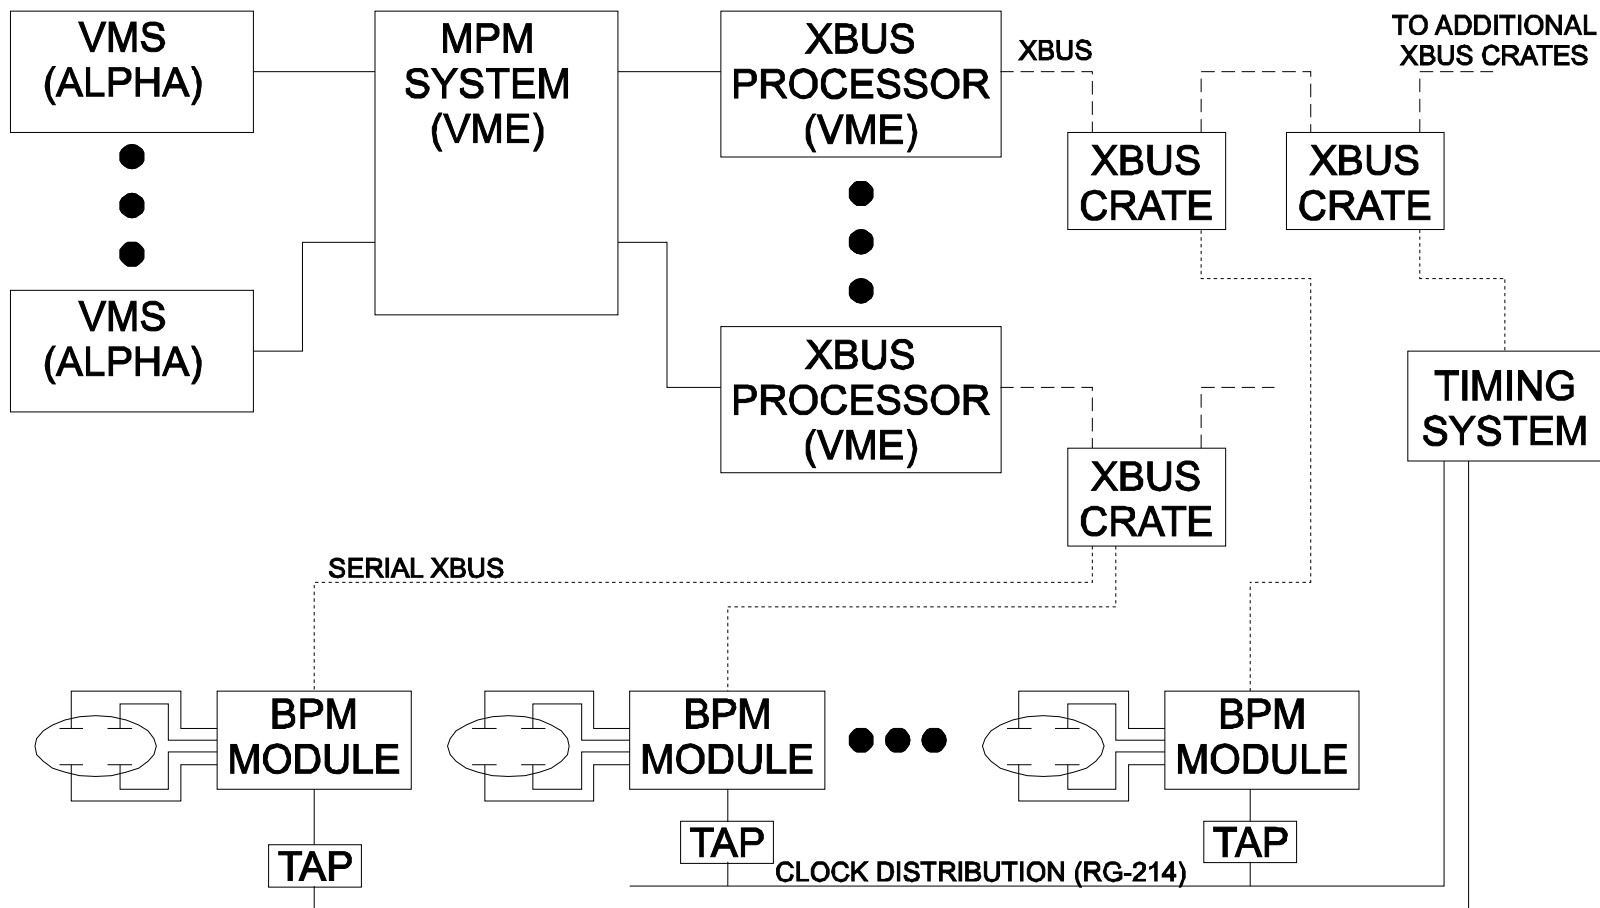 VMS
(ALPHA)
MPM
SYSTEM
(VME)
XBUS
PROCESSOR
(VME)
XBUS
TO ADDITIONAL
XBUS CRATES
XBUS
CRATE
XBUS
CRATE
VMS
(ALPHA)
XBUS
PROCESSOR
(VME)
TIMING
SYSTEM
XBUS
CRATE
SERIAL XBUS
BPM
MODULE
BPM
MODULE
BPM
MODULE
TAP
TAP
TAP
CLOCK DISTRIBUTION (RG-214)